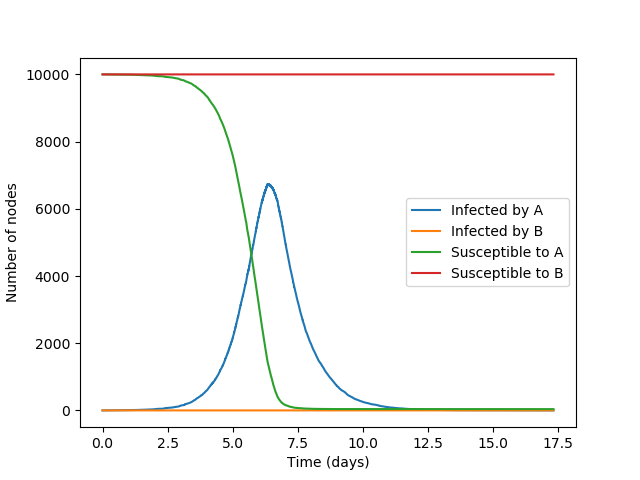 10000
8000
6000
4000
2000
0
Number of nodes
Infected by A
Infected by B
Susceptible to A
Susceptible to B
0.0 2.5 5.0 7.5 10.0 12.5 15.0 17.5
Time (days)